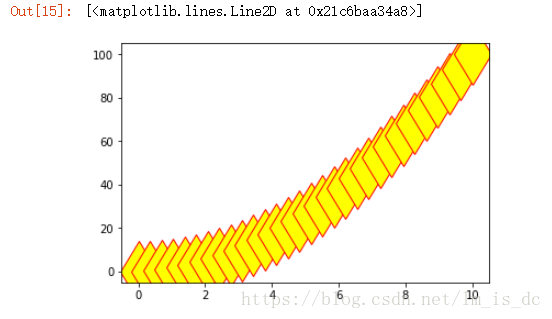 Out[15]: [<matplotlib.lines.Line2D at 0x21c6baa34a8>]
100
80
60
40
20
0
0 2 4 6 8 10
https://blog.csdn.net/lm_is_dc